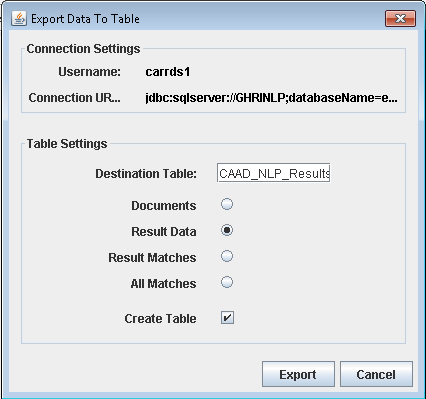 Export Data To Table
Connection Settings
Username: carrds1
Connection UR... jdbc:sqlserver://GHRINLP;databaseName=e...
Table Settings
Destination Table: CAAD_NLP_Results
Documents
Result Data
Result Matches
All Matches
Create Table
Export Cancel